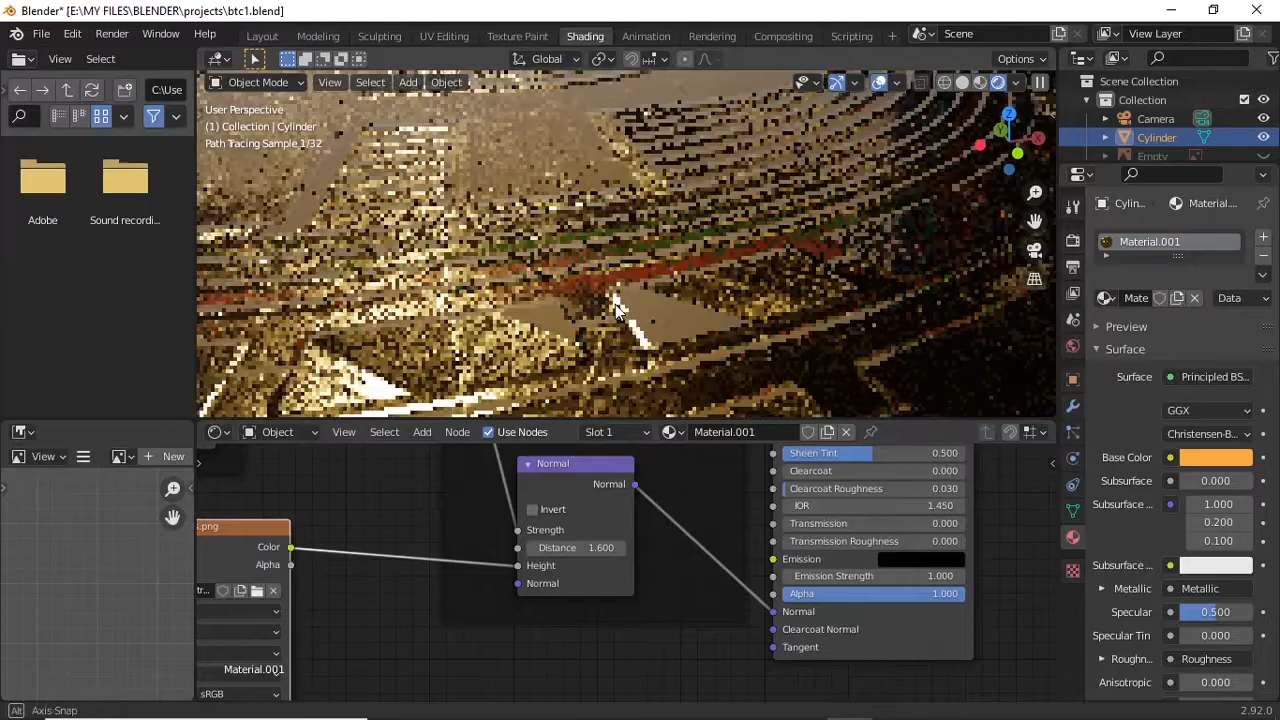 Blender* [E:\MY FILES\BLENDER\projects\btc1.blend]
File Edit Render Window Help Layout Modeling Sculpting UV Editing Texture Paint Shading Animation Rendering Compositing Scripting Scene View Layer
View Select Global Options
C:\Use Object Mode View Select Add Object Scene Collection
Collection
User Perspective
(1) Collection | Cylinder
Path Tracing Sample 1/32
Camera
Cylinder
Empty
Adobe Sound recordi...
X
Y
Z
Cylin... Material....
Material.001
Mate Data
Preview
Surface
Surface Principled BS...
GGX
Christensen-B...
Base Color
Subsurface 0.000
Subsurface ... 1.000
0.200
0.100
Subsurface ...
Metallic Metallic
Specular 0.500
Specular Tin 0.000
Roughn... Roughness
Anisotropic 0.000
View New
Object View Select Add Node Use Nodes Slot 1 Material.001
Normal
Normal
Invert
Strength
Distance 1.600
Height
Normal
s.png
Color
Alpha
tr...
Material.001
sRGB
Sheen Tint 0.500
Clearcoat 0.000
Clearcoat Roughness 0.030
IOR 1.450
Transmission 0.000
Transmission Roughness 0.000
Emission
Emission Strength 1.000
Alpha 1.000
Normal
Clearcoat Normal
Tangent
Alt Axis Snap 2.92.0